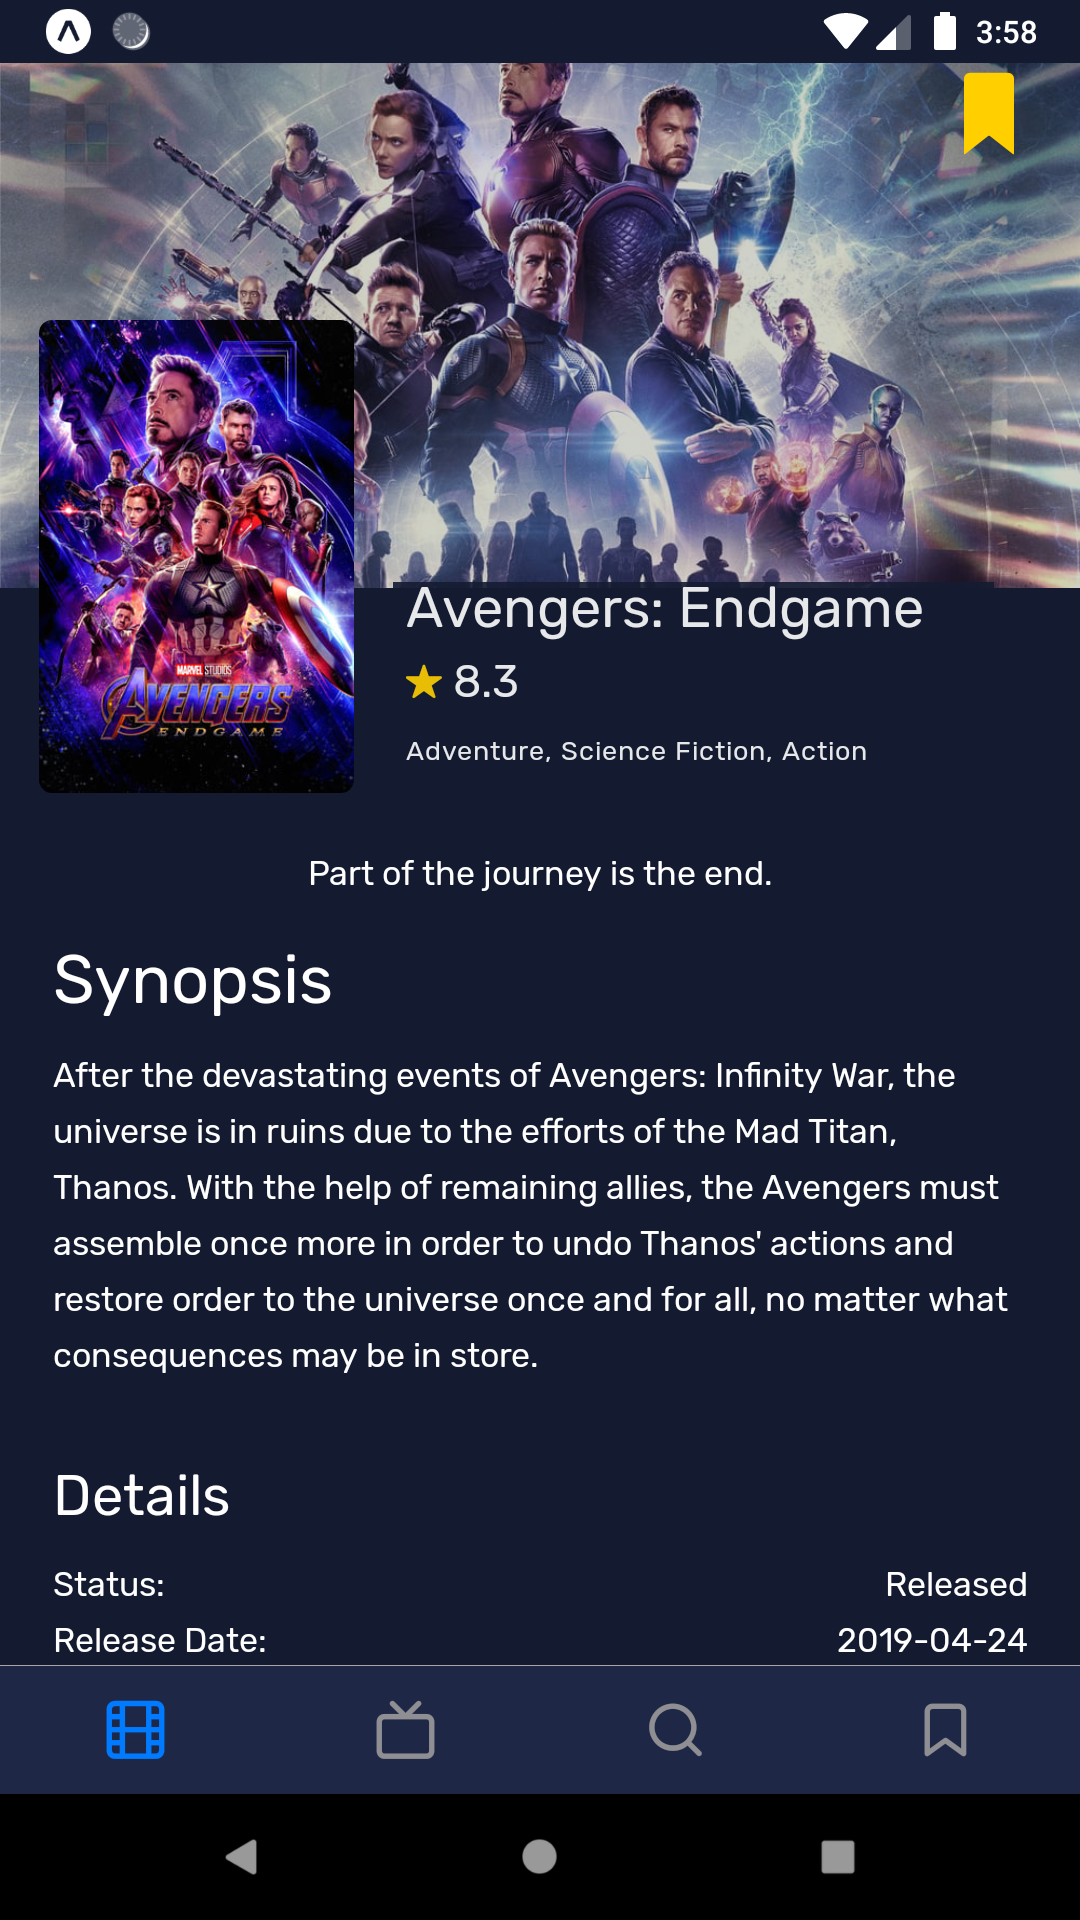 3:58
MARVEL STUDIOS
AVENGERS
ENDGAME
Avengers: Endgame
8.3
Adventure, Science Fiction, Action
Part of the journey is the end.
Synopsis
After the devastating events of Avengers: Infinity War, the
universe is in ruins due to the efforts of the Mad Titan,
Thanos. With the help of remaining allies, the Avengers must
assemble once more in order to undo Thanos' actions and
restore order to the universe once and for all, no matter what
consequences may be in store.
Details
Status: Released
Release Date: 2019-04-24